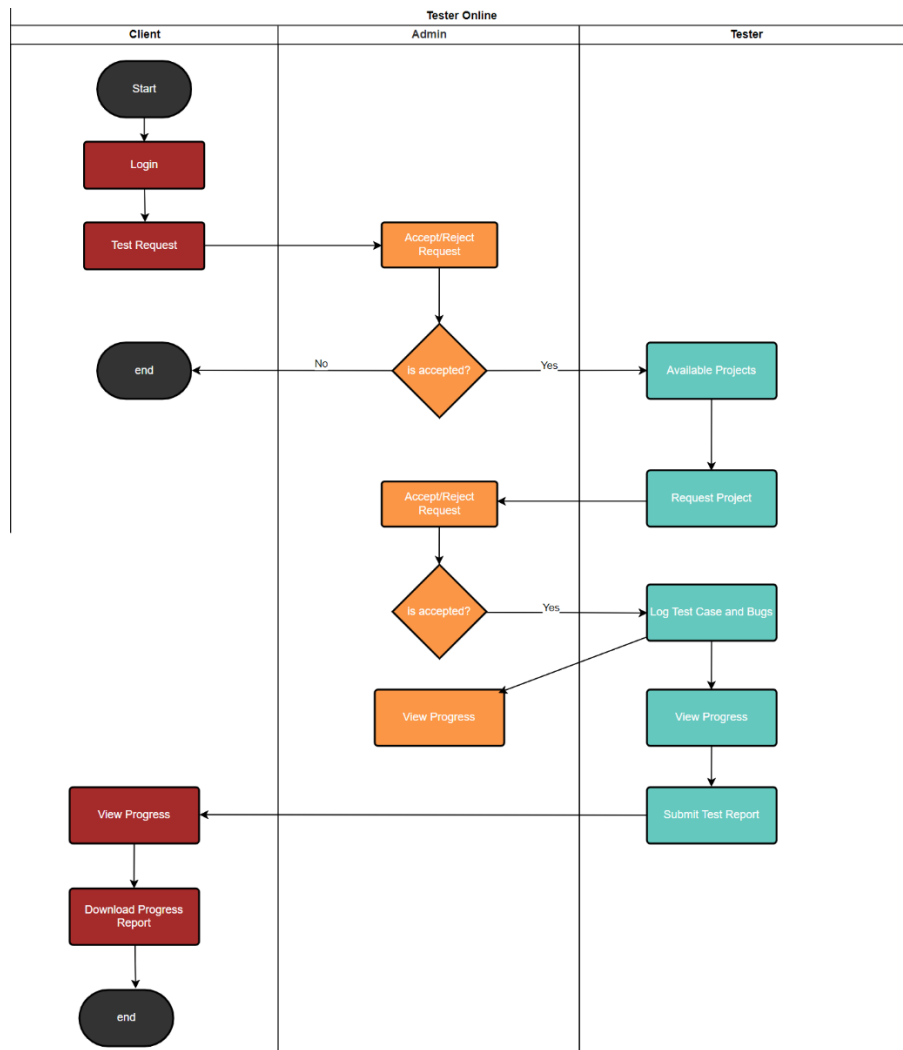 Tester Online
Client
Admin
Tester
Start
Login
Test Request
Accept/Reject
Request
end
No
is accepted?
Yes
Available Projects
Accept/Reject
Request
Request Project
is accepted?
Yes
Log Test Case and Bugs
View Progress
View Progress
View Progress
Submit Test Report
Download Progress
Report
end